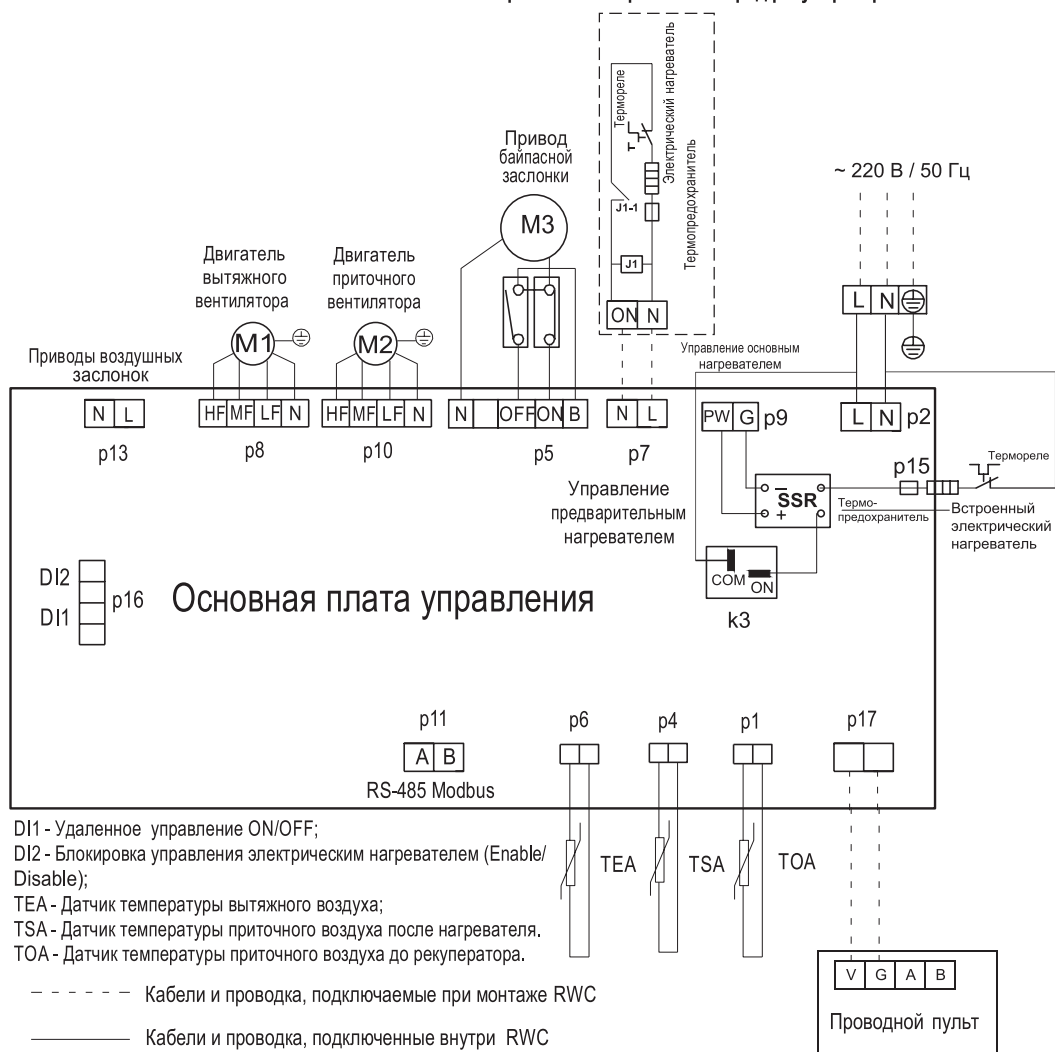 Термореле
Электрический нагреватель
Термопредохранитель
J1-1
J1
ON N
Привод
байпасной
заслонки
M3
~ 220 В / 50 Гц
L N
Двигатель
вытяжного
вентилятора
M1
Двигатель
приточного
вентилятора
M2
Управление основным
нагревателем
Приводы воздушных
заслонок
N L
p13
HF MF LF N
p8
HF MF LF N
p10
N OFF ON B
p5
N L
p7
PW G p9
L N p2
p15
Термореле
Управление
предварительным
нагревателем
SSR
− +
Термо-
предохранитель
Встроенный
электрический
нагреватель
COM ON
k3
DI2
DI1
p16
Основная плата управления
p11
A B
RS-485 Modbus
p6
p4
p1
p17
TEA
TSA
TOA
DI1 - Удаленное управление ON/OFF;
DI2 - Блокировка управления электрическим нагревателем (Enable/
Disable);
TEA - Датчик температуры вытяжного воздуха;
TSA - Датчик температуры приточного воздуха после нагревателя.
TOA - Датчик температуры приточного воздуха до рекуператора.
Кабели и проводка, подключаемые при монтаже RWC
Кабели и проводка, подключенные внутри RWC
V G A B
Проводной пульт